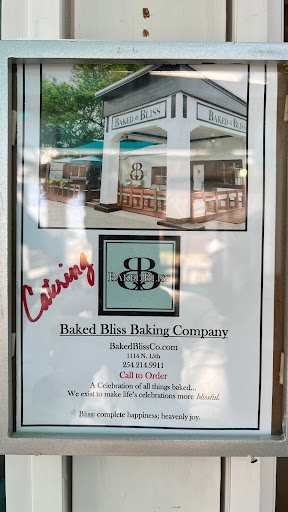 BAKED B BLISS
BAKED B BLISS
Catering
BAKED BLISS
Baked Bliss Baking Company
BakedBlissCo.com
1114 N. 15th
254.214.9911
Call to Order
A Celebration of all things baked...
We exist to make life's celebrations more blissful.
Bliss: complete happiness; heavenly joy.